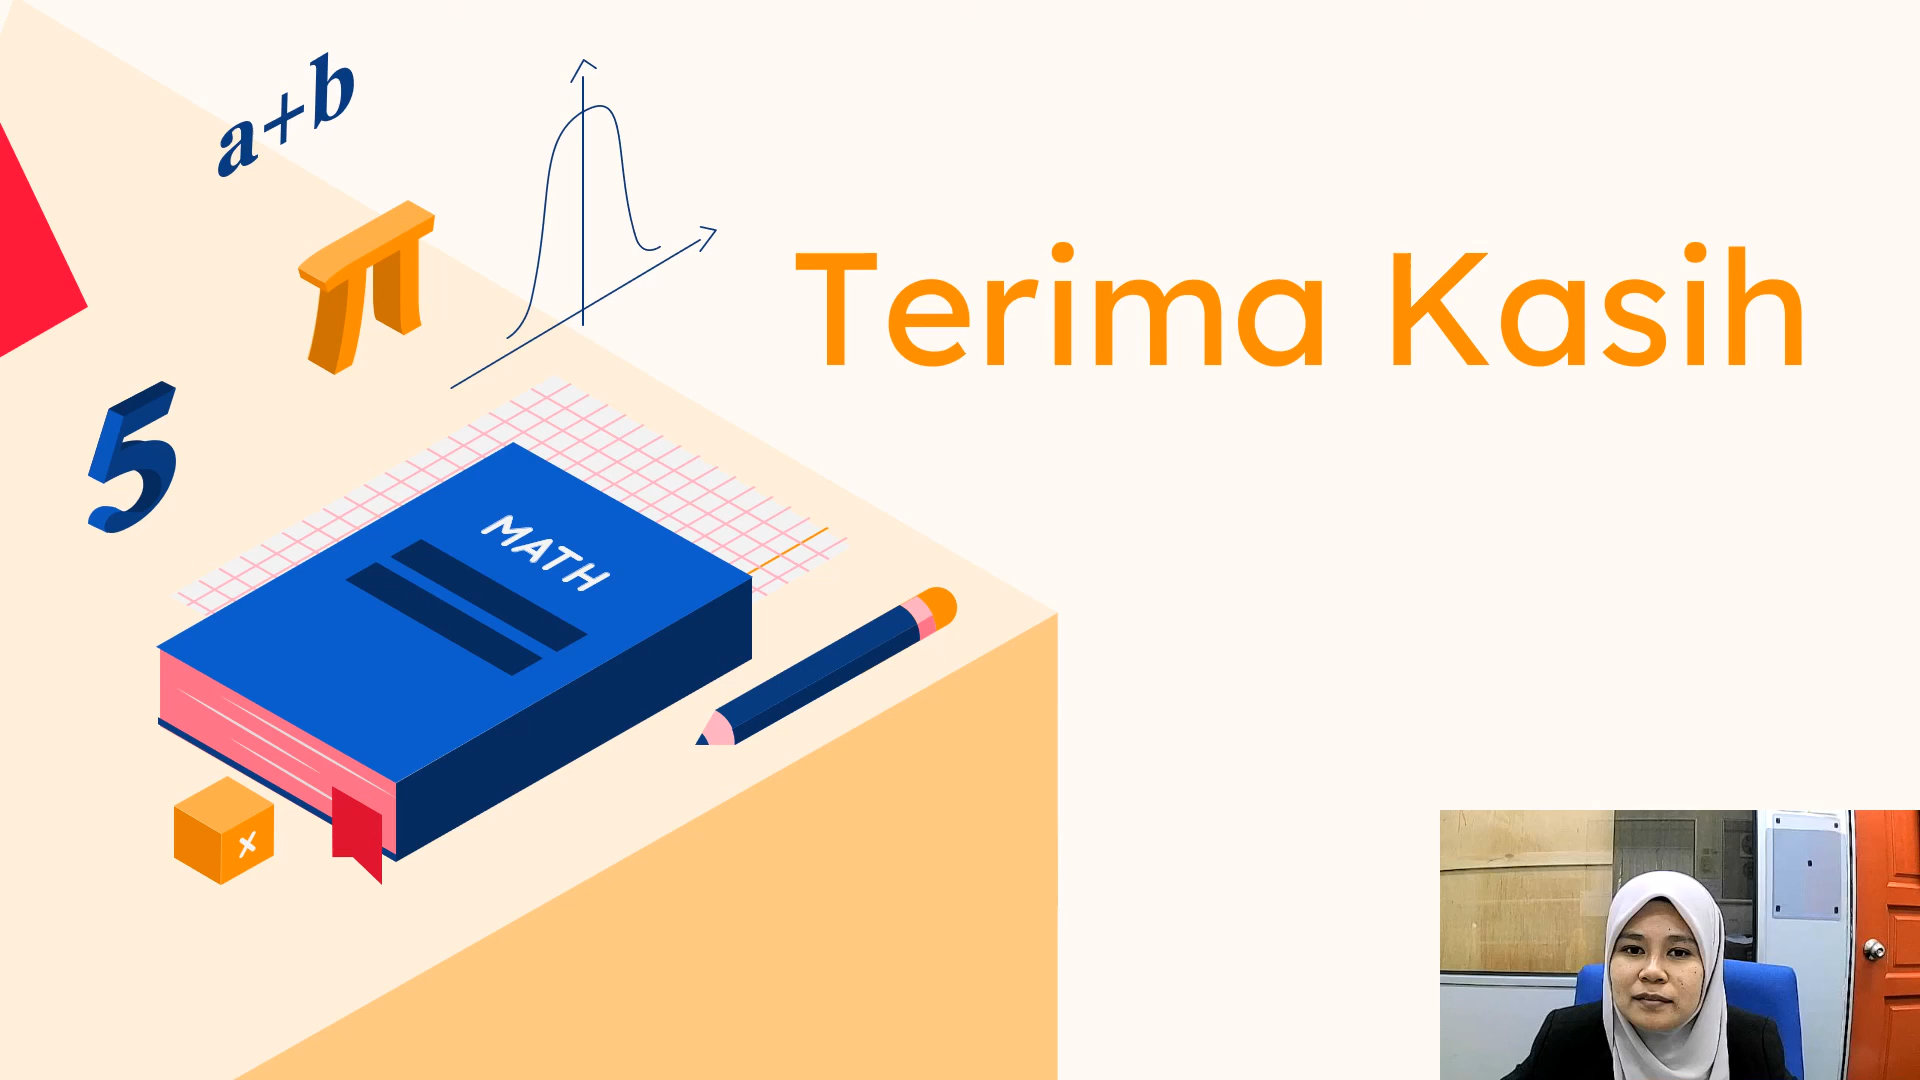 a+b
π
Terima Kasih
5
MATH
x